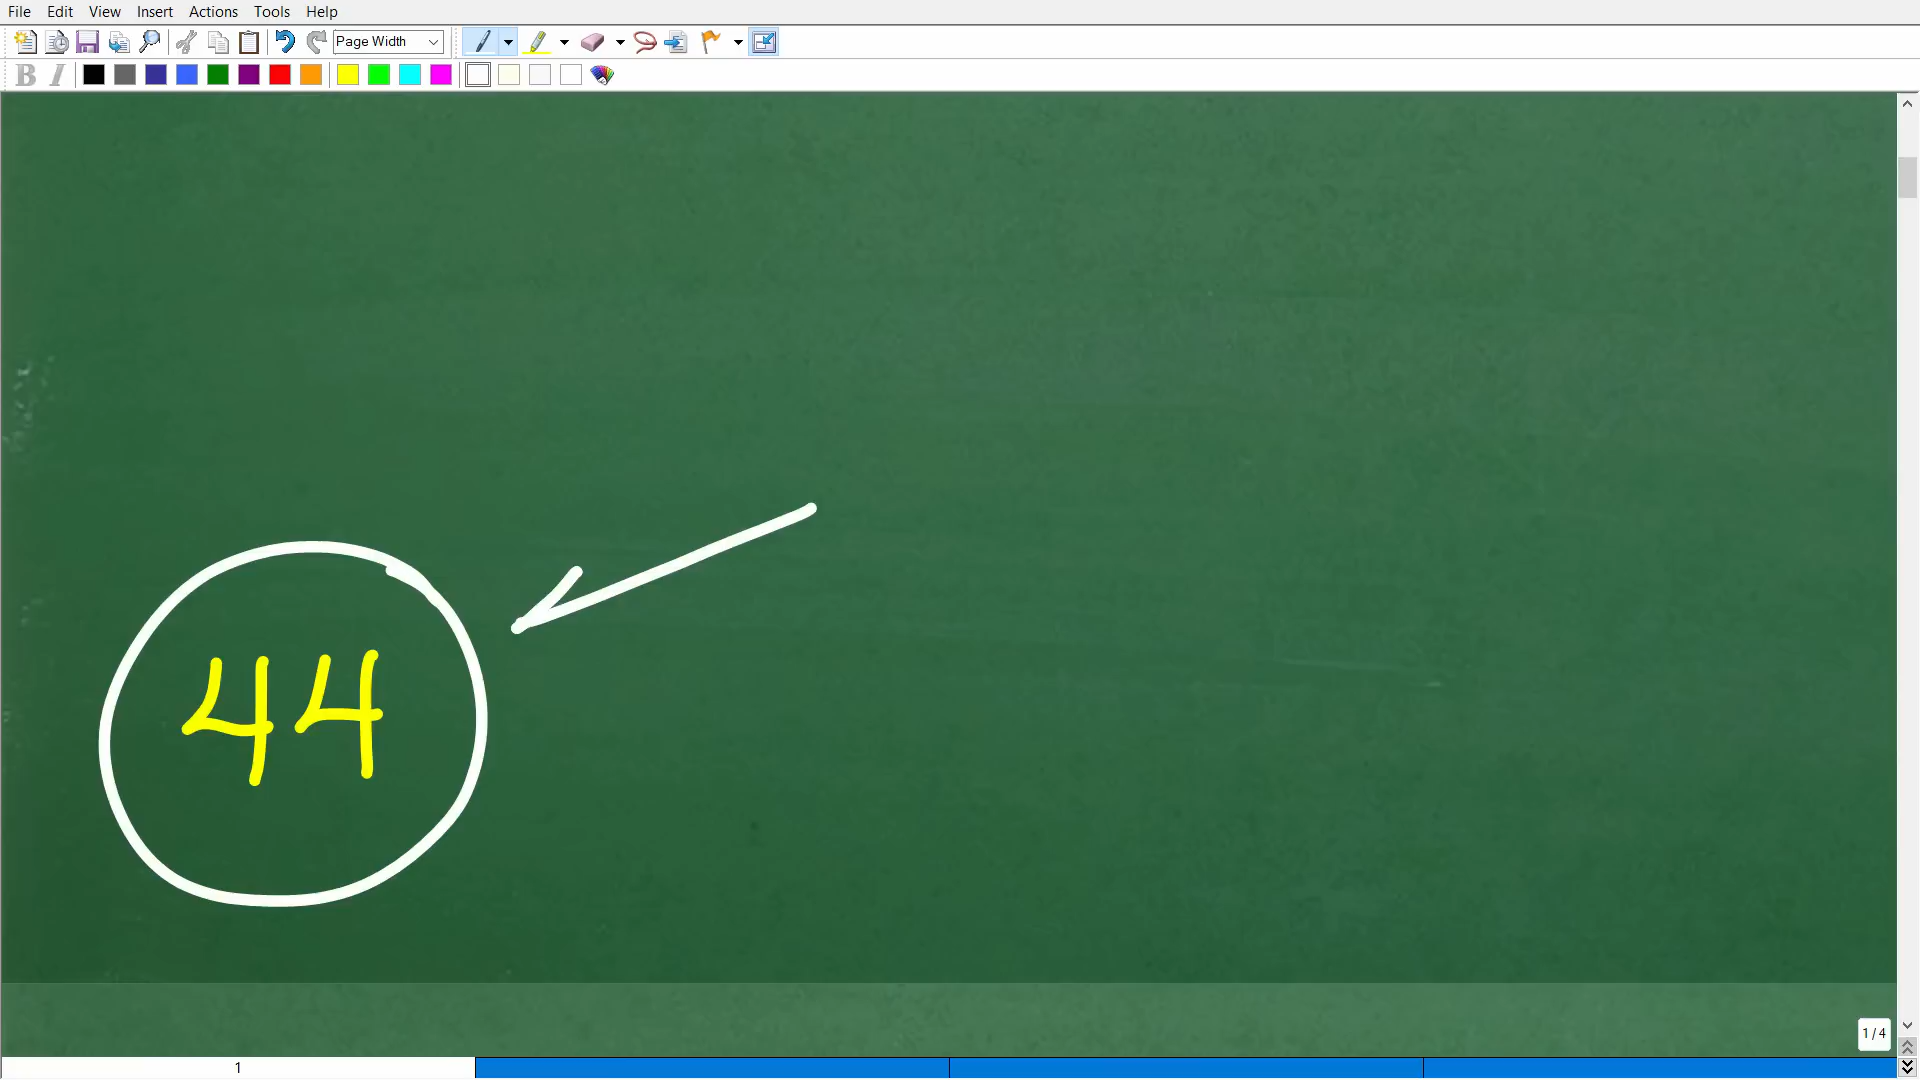 File Edit View Insert Actions Tools Help
Page Width
B I
44
1 / 4
1